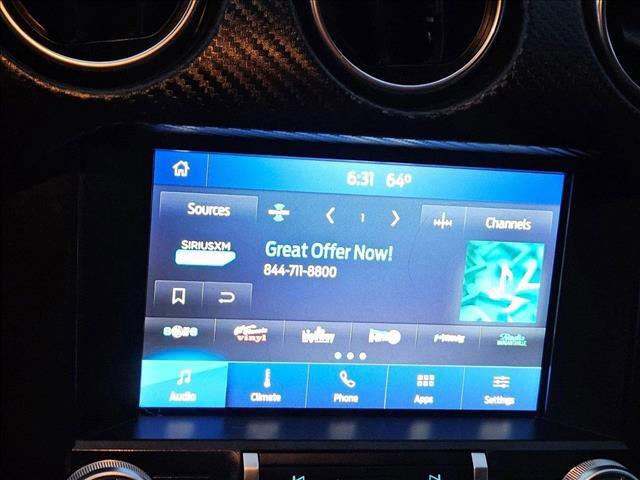 6:31 64°
Sources
1
Channels
SIRIUSXM
Great Offer Now!
844-711-8800
vinyl
Audio
Climate
Phone
Apps
Settings